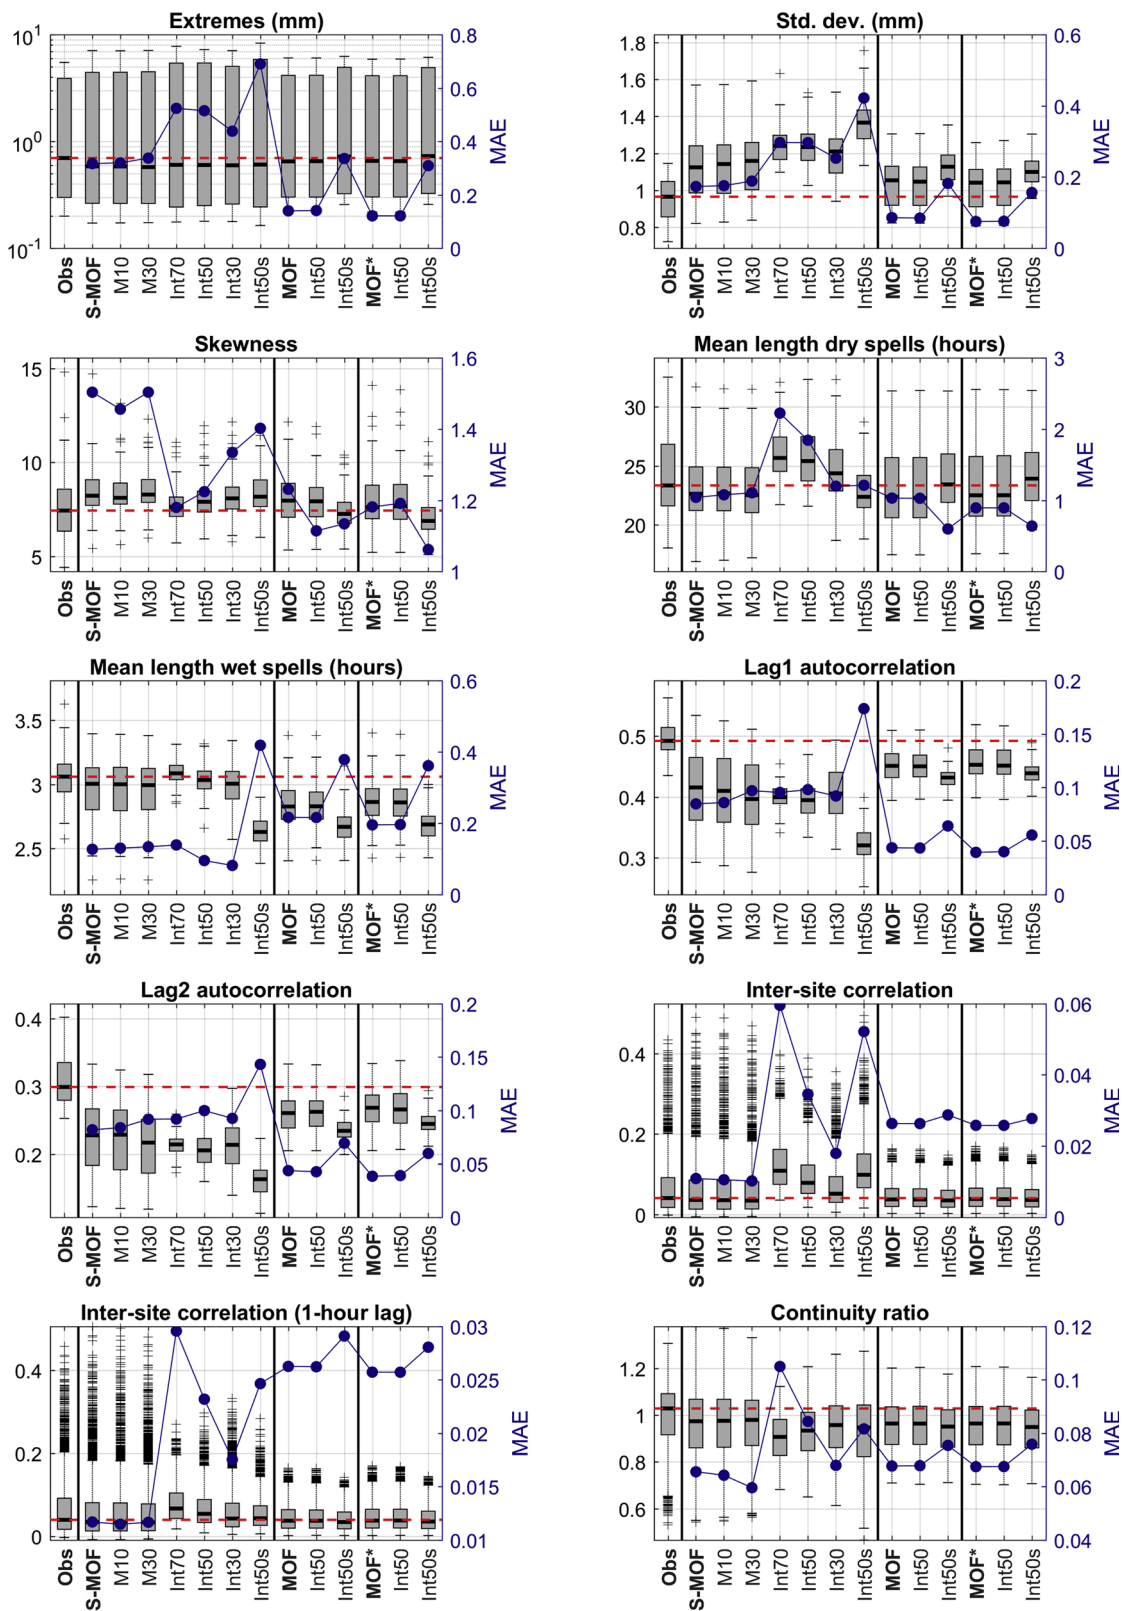 Extremes (mm)
10^1
10^0
10^-1
0.8
0.6
0.4
0.2
0
MAE
Obs
S-MOF
M10
M30
Int70
Int50
Int30
Int50s
MOF
Int50
Int50s
MOF*
Int50
Int50s
Std. dev. (mm)
1.8
1.6
1.4
1.2
1
0.8
0.6
0.4
0.2
0
MAE
Obs
S-MOF
M10
M30
Int70
Int50
Int30
Int50s
MOF
Int50
Int50s
MOF*
Int50
Int50s
Skewness
15
10
5
1.6
1.4
1.2
1
MAE
Obs
S-MOF
M10
M30
Int70
Int50
Int30
Int50s
MOF
Int50
Int50s
MOF*
Int50
Int50s
Mean length dry spells (hours)
30
25
20
3
2
1
0
MAE
Obs
S-MOF
M10
M30
Int70
Int50
Int30
Int50s
MOF
Int50
Int50s
MOF*
Int50
Int50s
Mean length wet spells (hours)
3.5
3
2.5
0.6
0.4
0.2
0
MAE
Obs
S-MOF
M10
M30
Int70
Int50
Int30
Int50s
MOF
Int50
Int50s
MOF*
Int50
Int50s
Lag1 autocorrelation
0.5
0.4
0.3
0.2
0.15
0.1
0.05
0
MAE
Obs
S-MOF
M10
M30
Int70
Int50
Int30
Int50s
MOF
Int50
Int50s
MOF*
Int50
Int50s
Lag2 autocorrelation
0.4
0.3
0.2
0.2
0.15
0.1
0.05
0
MAE
Obs
S-MOF
M10
M30
Int70
Int50
Int30
Int50s
MOF
Int50
Int50s
MOF*
Int50
Int50s
Inter-site correlation
0.4
0.2
0
0.06
0.04
0.02
0
MAE
Obs
S-MOF
M10
M30
Int70
Int50
Int30
Int50s
MOF
Int50
Int50s
MOF*
Int50
Int50s
Inter-site correlation (1-hour lag)
0.4
0.2
0
0.03
0.025
0.02
0.015
0.01
MAE
Obs
S-MOF
M10
M30
Int70
Int50
Int30
Int50s
MOF
Int50
Int50s
MOF*
Int50
Int50s
Continuity ratio
1.2
1
0.8
0.6
0.12
0.1
0.08
0.06
0.04
MAE
Obs
S-MOF
M10
M30
Int70
Int50
Int30
Int50s
MOF
Int50
Int50s
MOF*
Int50
Int50s